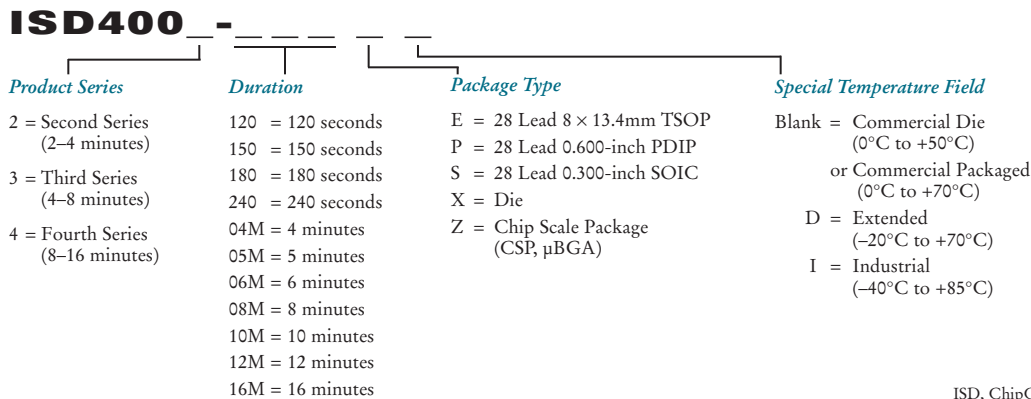 ISD400_ - _ _ _ _ _
Product Series
2 = Second Series
(2–4 minutes)
3 = Third Series
(4–8 minutes)
4 = Fourth Series
(8–16 minutes)
Duration
120 = 120 seconds
150 = 150 seconds
180 = 180 seconds
240 = 240 seconds
04M = 4 minutes
05M = 5 minutes
06M = 6 minutes
08M = 8 minutes
10M = 10 minutes
12M = 12 minutes
16M = 16 minutes
Package Type
E = 28 Lead 8 × 13.4mm TSOP
P = 28 Lead 0.600-inch PDIP
S = 28 Lead 0.300-inch SOIC
X = Die
Z = Chip Scale Package
(CSP, µBGA)
Special Temperature Field
Blank = Commercial Die
(0°C to +50°C)
or Commercial Packaged
(0°C to +70°C)
D = Extended
(–20°C to +70°C)
I = Industrial
(–40°C to +85°C)
ISD, ChipC